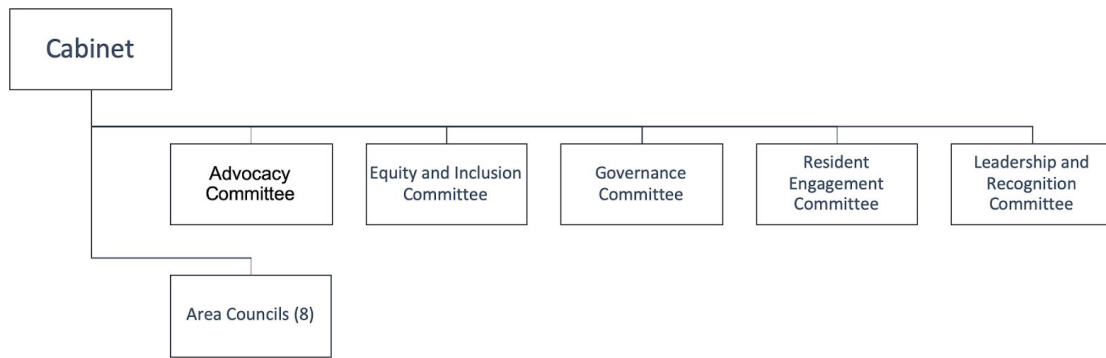 Cabinet
Advocacy
Committee
Equity and Inclusion
Committee
Governance
Committee
Resident
Engagement
Committee
Leadership and
Recognition
Committee
Area Councils (8)